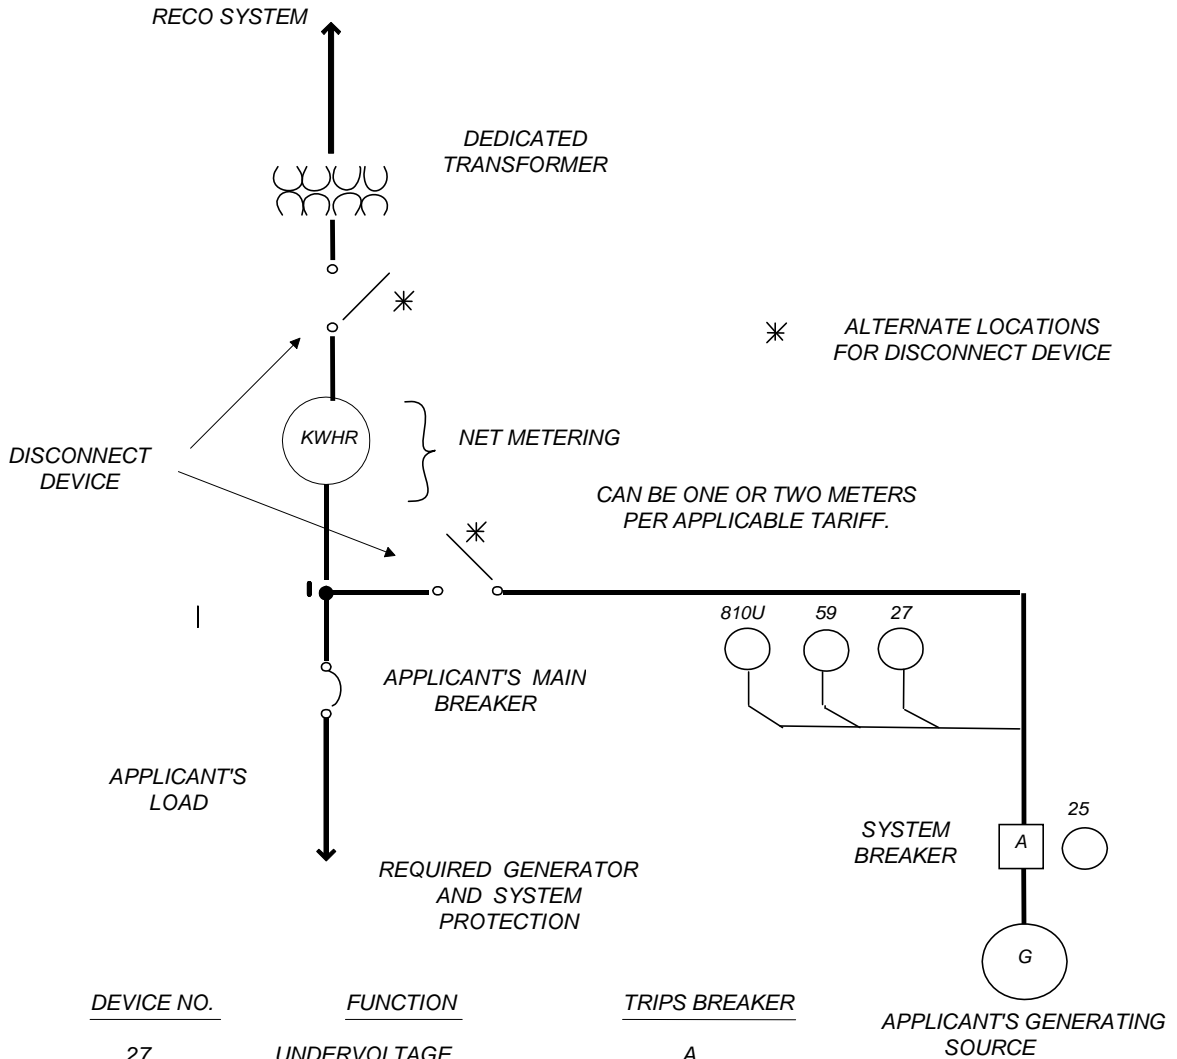 RECO SYSTEM
DEDICATED
TRANSFORMER
ALTERNATE LOCATIONS
FOR DISCONNECT DEVICE
KWHR
NET METERING
DISCONNECT
DEVICE
CAN BE ONE OR TWO METERS
PER APPLICABLE TARIFF.
810U 59 27
APPLICANT'S MAIN
BREAKER
APPLICANT'S
LOAD
25
SYSTEM
BREAKER
A
REQUIRED GENERATOR
AND SYSTEM
PROTECTION
G
DEVICE NO. FUNCTION TRIPS BREAKER
APPLICANT'S GENERATING
SOURCE
27 UNDERVOLTAGE A